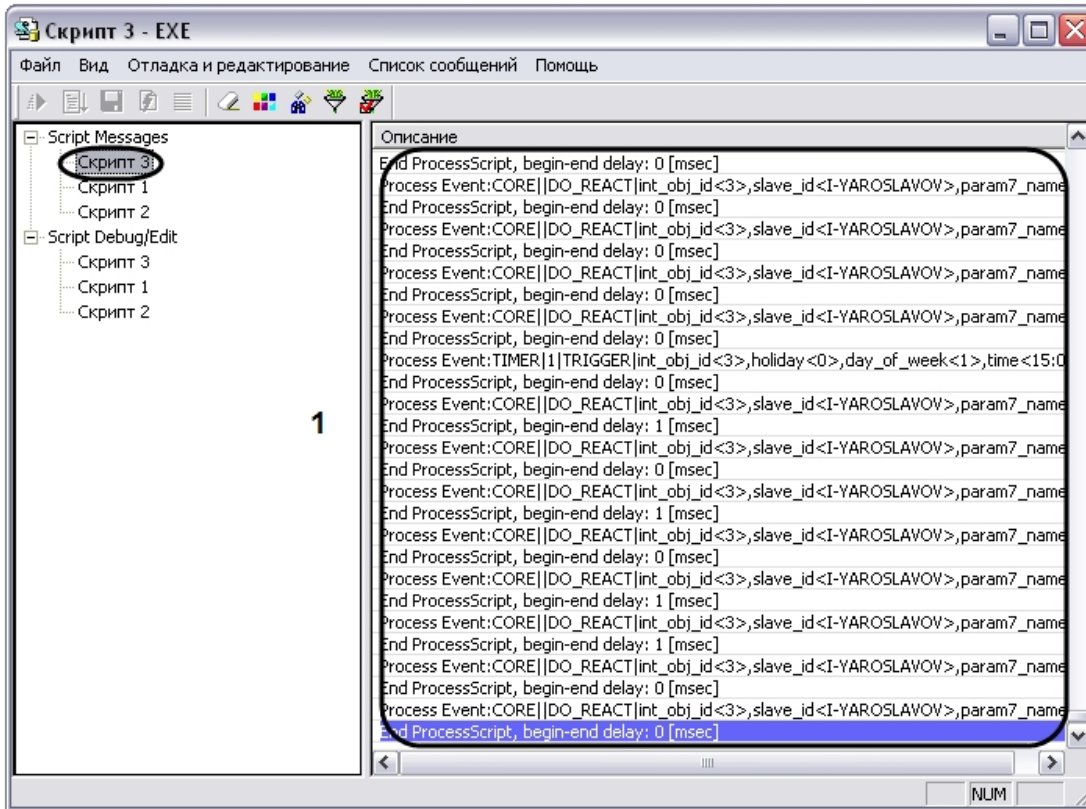 Скрипт 3 - EXE
Файл Вид Отладка и редактирование Список сообщений Помощь
Script Messages
Скрипт 3
Скрипт 1
Скрипт 2
Script Debug/Edit
Скрипт 3
Скрипт 1
Скрипт 2
1
Описание
End ProcessScript, begin-end delay: 0 [msec]
Process Event:CORE||DO_REACT|int_obj_id<3>,slave_id<I-YAROSLAVOV>,param7_name
End ProcessScript, begin-end delay: 0 [msec]
Process Event:CORE||DO_REACT|int_obj_id<3>,slave_id<I-YAROSLAVOV>,param7_name
End ProcessScript, begin-end delay: 0 [msec]
Process Event:CORE||DO_REACT|int_obj_id<3>,slave_id<I-YAROSLAVOV>,param7_name
End ProcessScript, begin-end delay: 0 [msec]
Process Event:CORE||DO_REACT|int_obj_id<3>,slave_id<I-YAROSLAVOV>,param7_name
End ProcessScript, begin-end delay: 0 [msec]
Process Event:TIMER|1|TRIGGER|int_obj_id<3>,holiday<0>,day_of_week<1>,time<15:0
End ProcessScript, begin-end delay: 0 [msec]
Process Event:CORE||DO_REACT|int_obj_id<3>,slave_id<I-YAROSLAVOV>,param7_name
End ProcessScript, begin-end delay: 1 [msec]
Process Event:CORE||DO_REACT|int_obj_id<3>,slave_id<I-YAROSLAVOV>,param7_name
End ProcessScript, begin-end delay: 0 [msec]
Process Event:CORE||DO_REACT|int_obj_id<3>,slave_id<I-YAROSLAVOV>,param7_name
End ProcessScript, begin-end delay: 1 [msec]
Process Event:CORE||DO_REACT|int_obj_id<3>,slave_id<I-YAROSLAVOV>,param7_name
End ProcessScript, begin-end delay: 0 [msec]
Process Event:CORE||DO_REACT|int_obj_id<3>,slave_id<I-YAROSLAVOV>,param7_name
End ProcessScript, begin-end delay: 1 [msec]
Process Event:CORE||DO_REACT|int_obj_id<3>,slave_id<I-YAROSLAVOV>,param7_name
End ProcessScript, begin-end delay: 1 [msec]
Process Event:CORE||DO_REACT|int_obj_id<3>,slave_id<I-YAROSLAVOV>,param7_name
End ProcessScript, begin-end delay: 0 [msec]
Process Event:CORE||DO_REACT|int_obj_id<3>,slave_id<I-YAROSLAVOV>,param7_name
End ProcessScript, begin-end delay: 0 [msec]
NUM